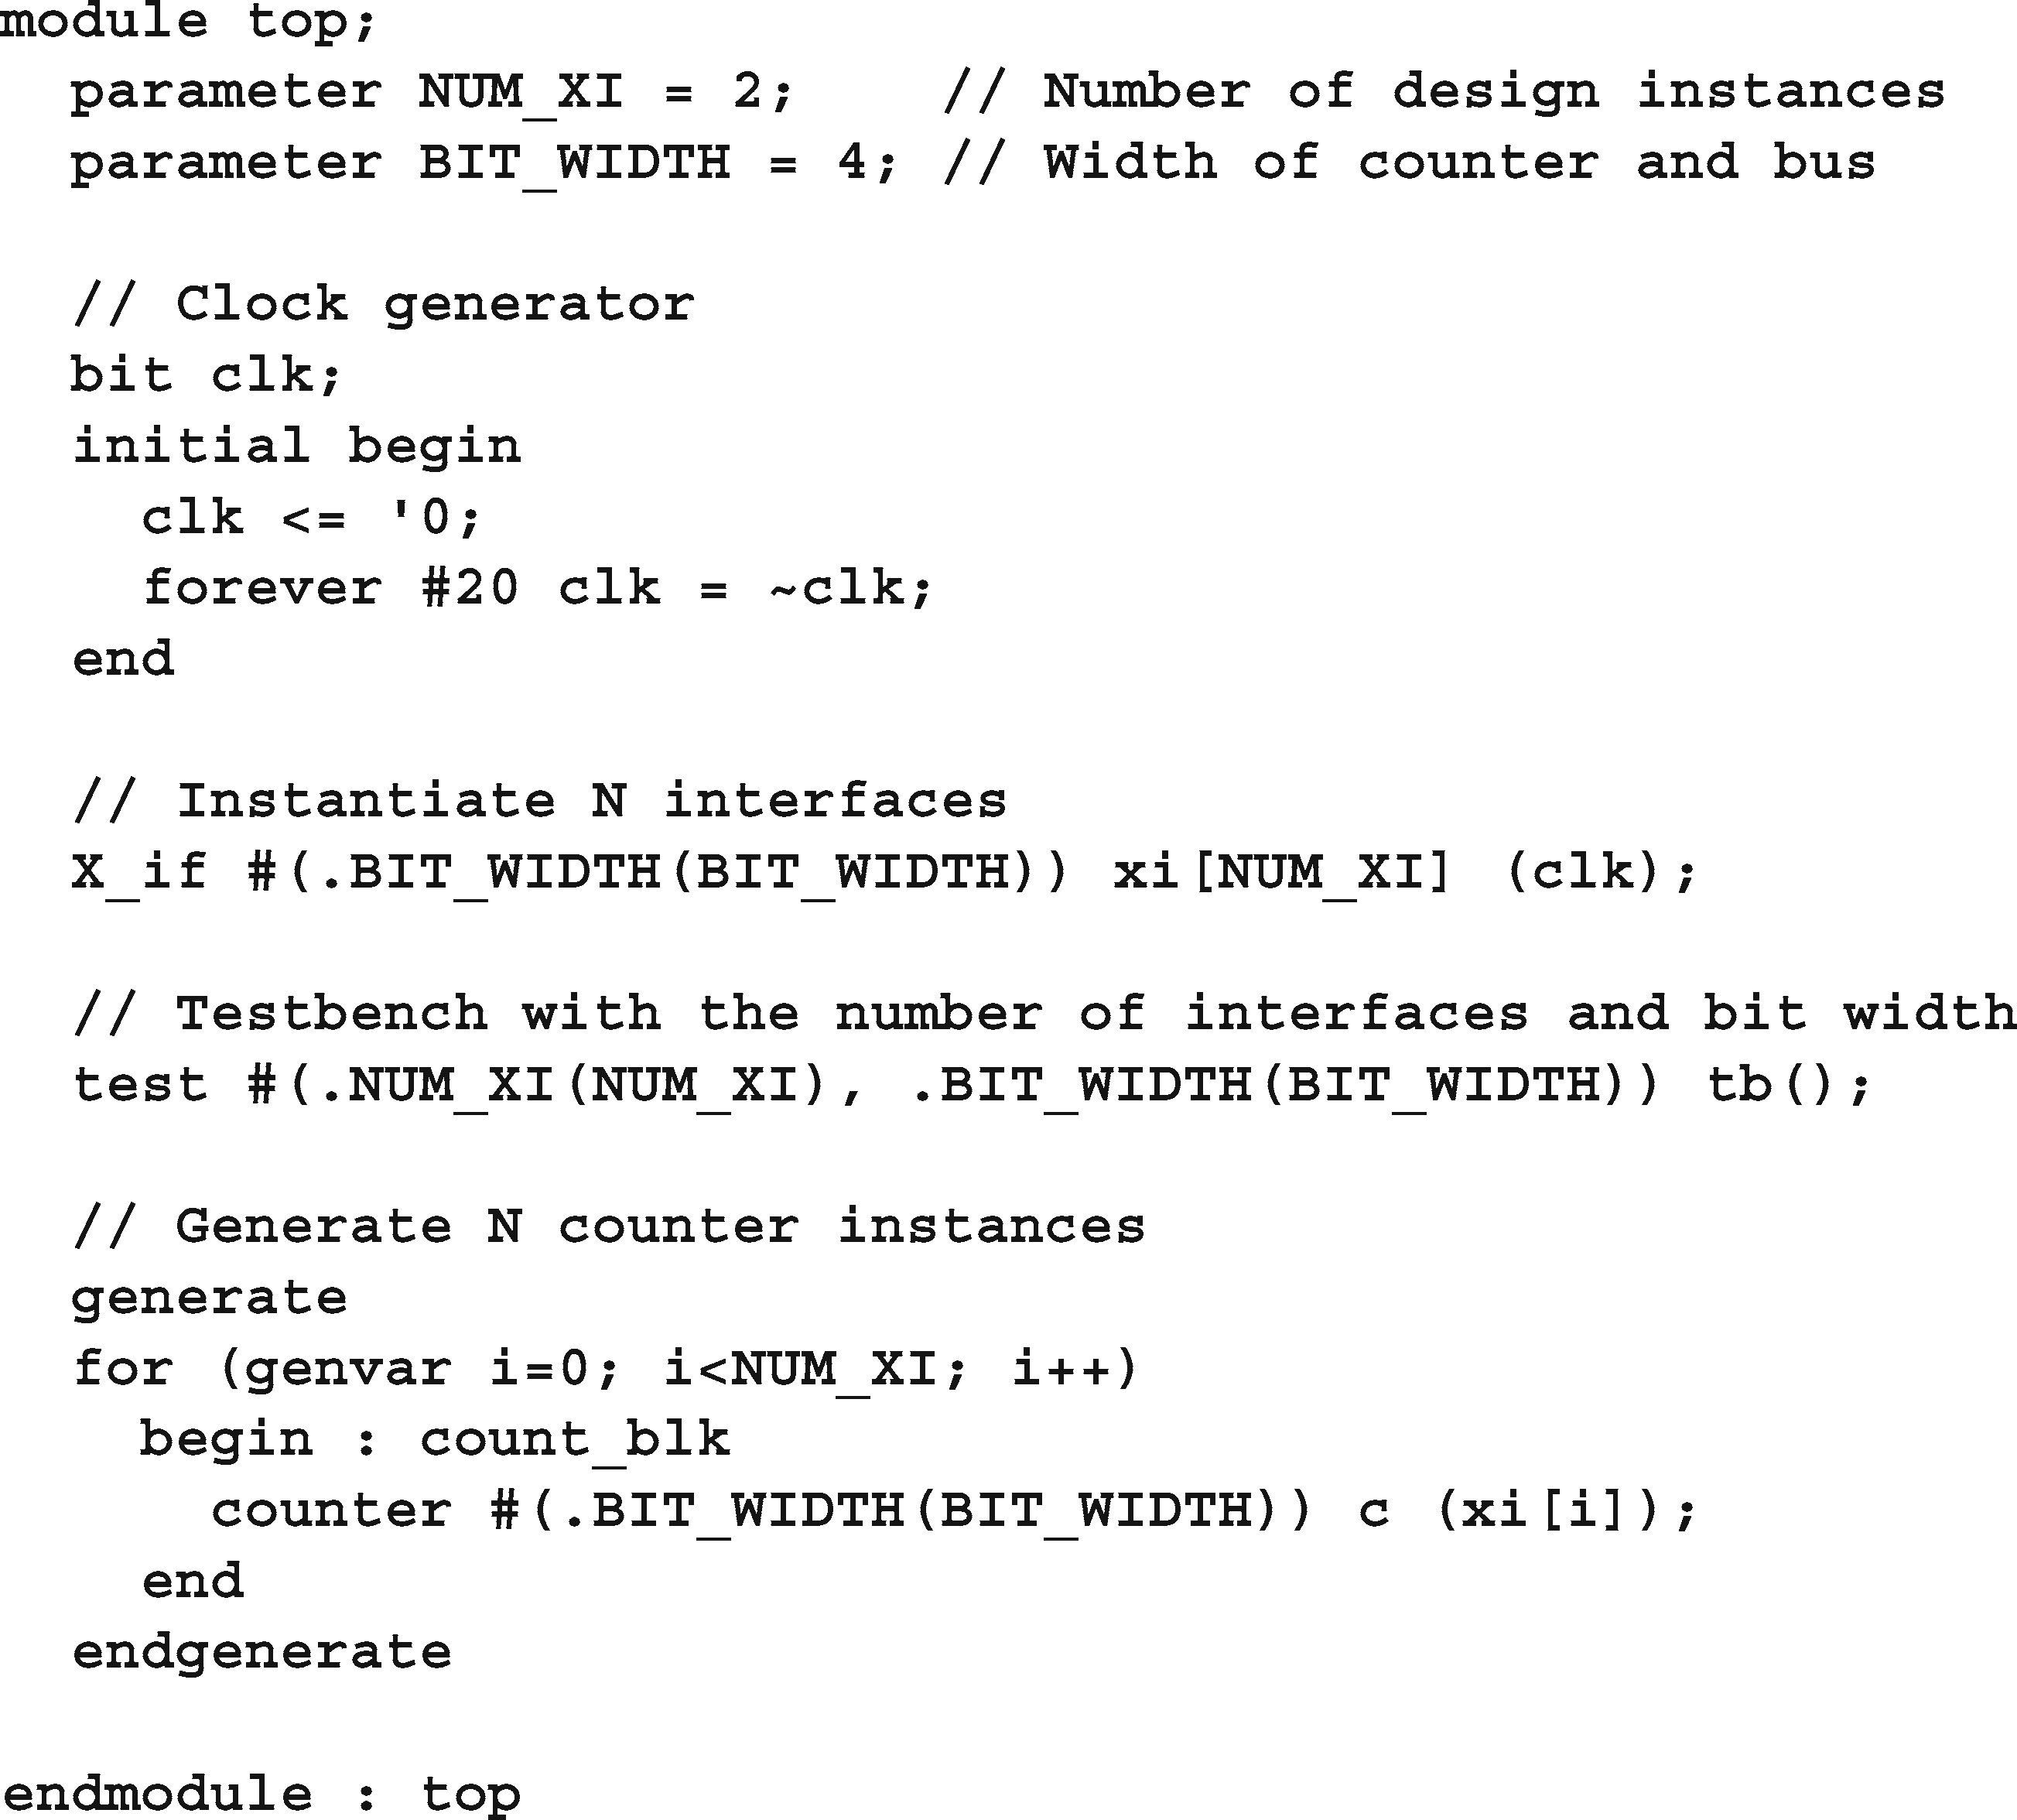 module top;
  parameter NUM_XI = 2;    // Number of design instances
  parameter BIT_WIDTH = 4; // Width of counter and bus

  // Clock generator
  bit clk;
  initial begin
    clk <= '0;
    forever #20 clk = ~clk;
  end

  // Instantiate N interfaces
  X_if #(.BIT_WIDTH(BIT_WIDTH)) xi[NUM_XI] (clk);

  // Testbench with the number of interfaces and bit width
  test #(.NUM_XI(NUM_XI), .BIT_WIDTH(BIT_WIDTH)) tb();

  // Generate N counter instances
  generate
  for (genvar i=0; i<NUM_XI; i++)
    begin : count_blk
      counter #(.BIT_WIDTH(BIT_WIDTH)) c (xi[i]);
    end
  endgenerate

endmodule : top